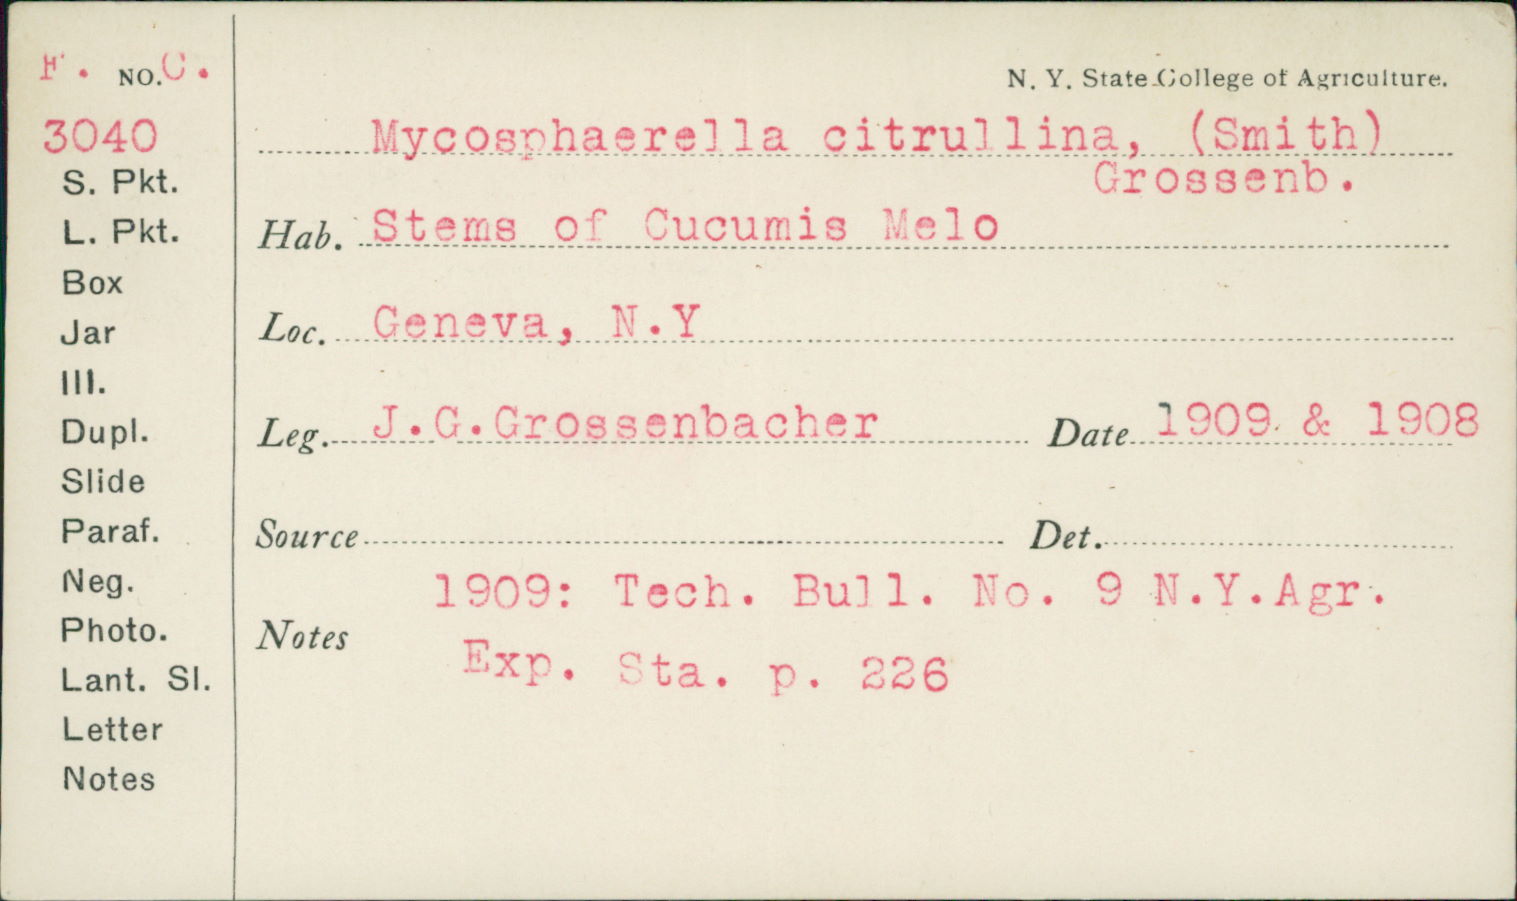 F. NO. C.
N. Y. State College of Agriculture.
3040
Mycosphaerella citrullina, (Smith)
Grossenb.
S. Pkt.
L. Pkt.
Box
Jar
Ill.
Dupl.
Slide
Paraf.
Neg.
Photo.
Lant. Sl.
Letter
Notes
Hab. Stems of Cucumis Melo
Loc. Geneva, N.Y
Leg. J.G.Grossenbacher Date 1909 & 1908
Source Det.
Notes 1909: Tech. Bull. No. 9 N.Y.Agr.
Exp. Sta. p. 226